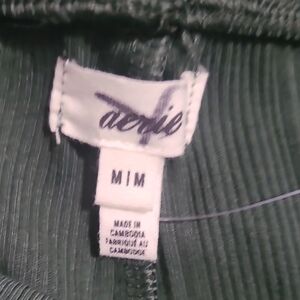 aerie
M|M
MADE IN
CAMBODIA
FABRIQUÉ AU
CAMBODGE